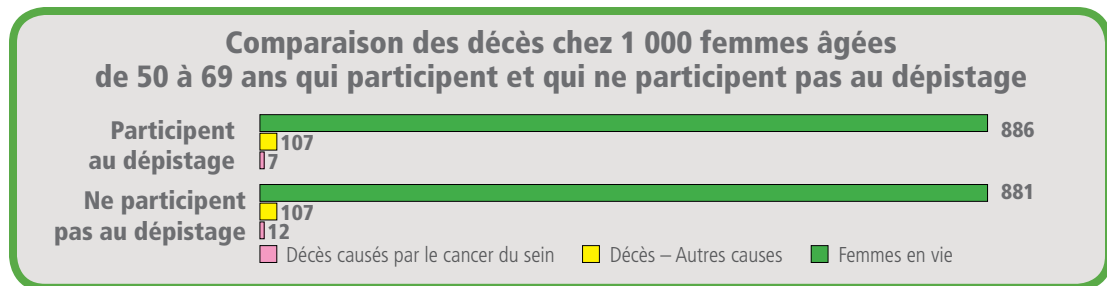 Comparaison des décès chez 1 000 femmes âgées
de 50 à 69 ans qui participent et qui ne participent pas au dépistage
Participent
au dépistage
886
107
7
Ne participent
pas au dépistage
881
107
12
Décès causés par le cancer du sein
Décès – Autres causes
Femmes en vie